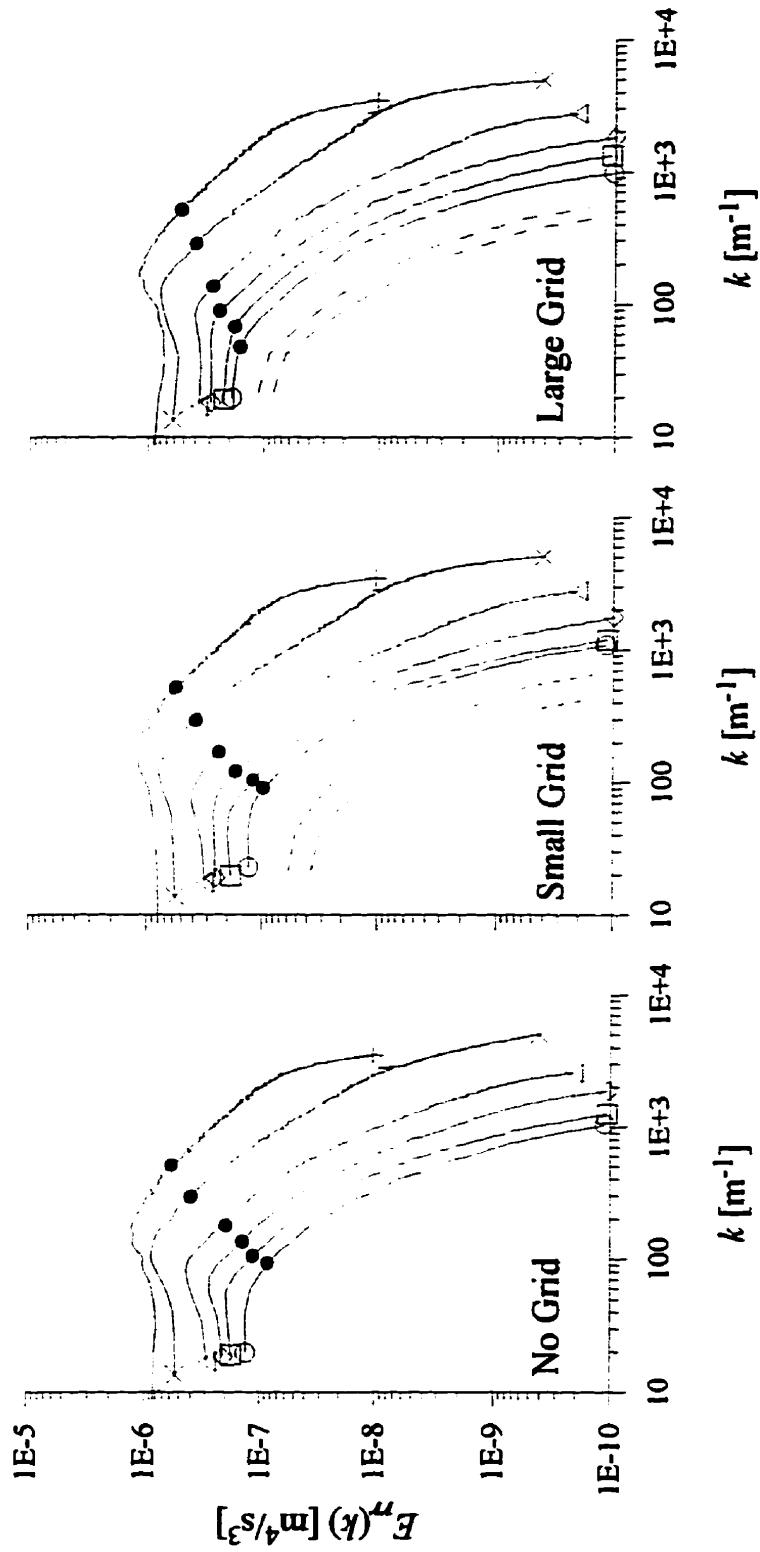 E_rr(k) [m⁴/s³]
1E-5
1E-6
1E-7
1E-8
1E-9
1E-10
No Grid
10
100
1E+3
1E+4
k [m⁻¹]
Small Grid
10
100
1E+3
1E+4
k [m⁻¹]
Large Grid
10
100
1E+3
1E+4
k [m⁻¹]